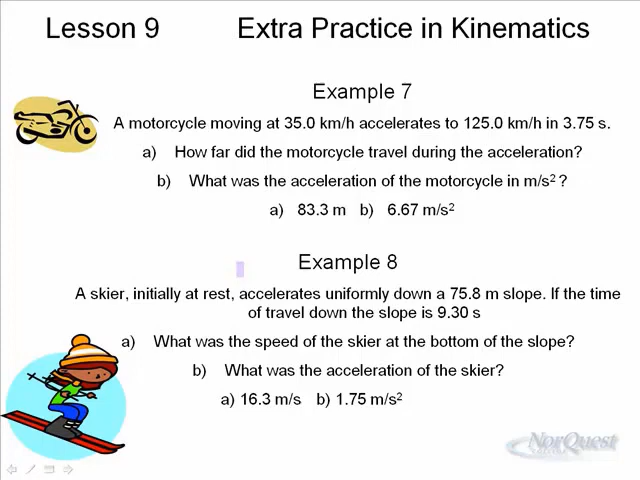 Lesson 9 Extra Practice in Kinematics
Example 7
A motorcycle moving at 35.0 km/h accelerates to 125.0 km/h in 3.75 s.
a) How far did the motorcycle travel during the acceleration?
b) What was the acceleration of the motorcycle in m/s² ?
a) 83.3 m b) 6.67 m/s²
Example 8
A skier, initially at rest, accelerates uniformly down a 75.8 m slope. If the time
of travel down the slope is 9.30 s
a) What was the speed of the skier at the bottom of the slope?
b) What was the acceleration of the skier?
a) 16.3 m/s b) 1.75 m/s²
NorQuest